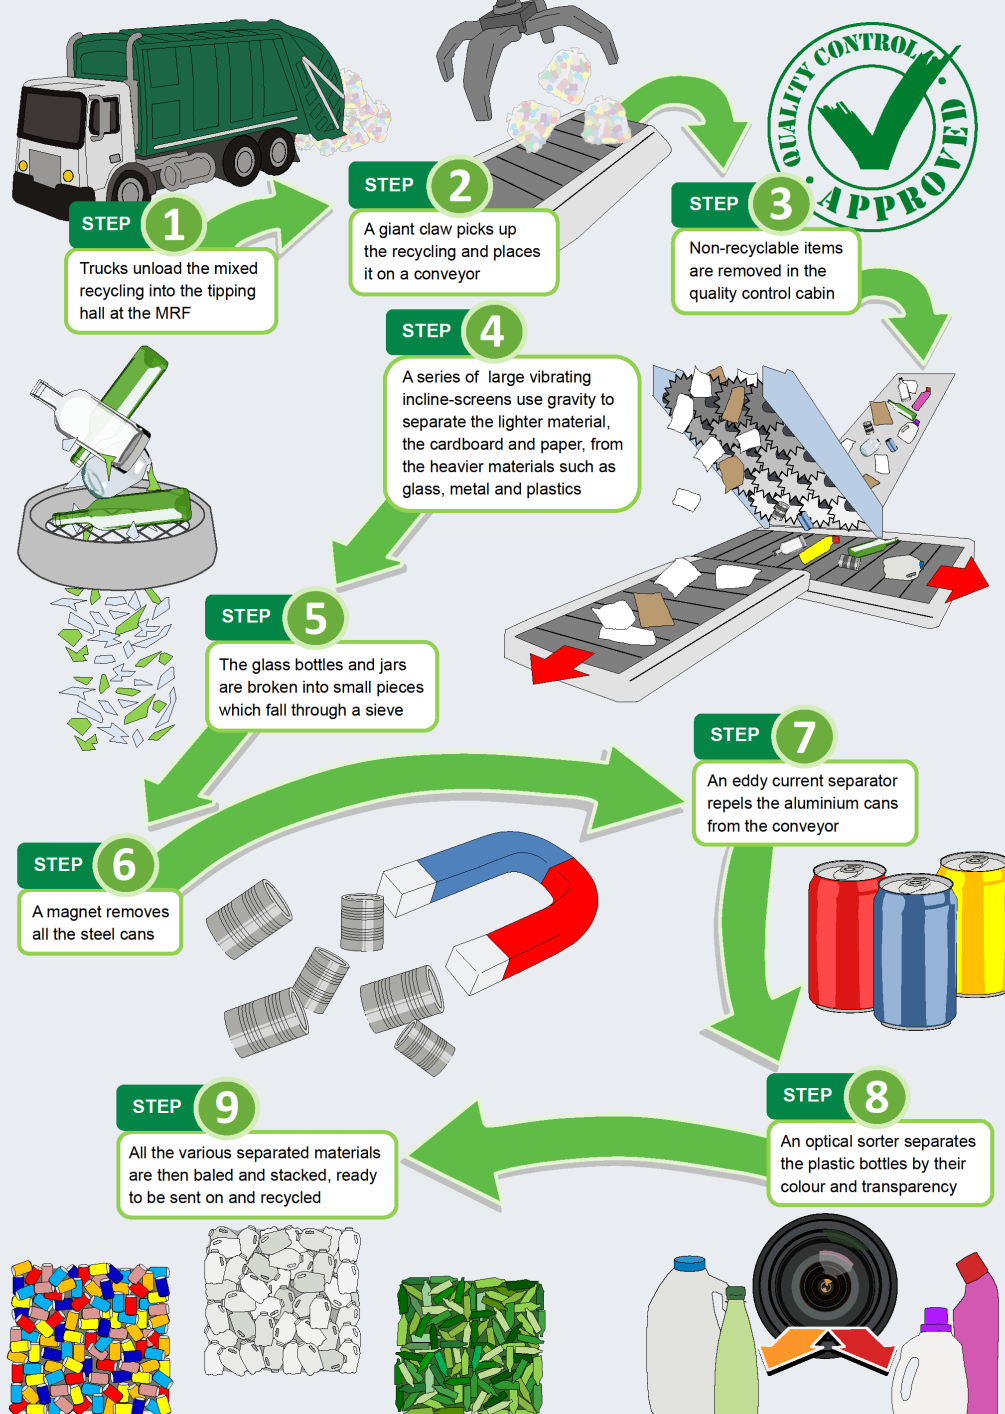 STEP 1
Trucks unload the mixed
recycling into the tipping
hall at the MRF
STEP 2
A giant claw picks up
the recycling and places
it on a conveyor
QUALITY CONTROL
APPROVED
STEP 3
Non-recyclable items
are removed in the
quality control cabin
STEP 4
A series of large vibrating
incline-screens use gravity to
separate the lighter material,
the cardboard and paper, from
the heavier materials such as
glass, metal and plastics
STEP 5
The glass bottles and jars
are broken into small pieces
which fall through a sieve
STEP 6
A magnet removes
all the steel cans
STEP 7
An eddy current separator
repels the aluminium cans
from the conveyor
STEP 8
An optical sorter separates
the plastic bottles by their
colour and transparency
STEP 9
All the various separated materials
are then baled and stacked, ready
to be sent on and recycled